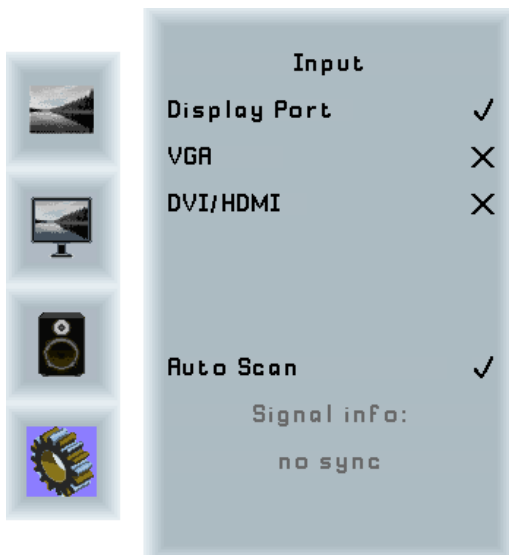 Input
Display Port
VGA
DVI/HDMI
Auto Scan
Signal info:
no sync